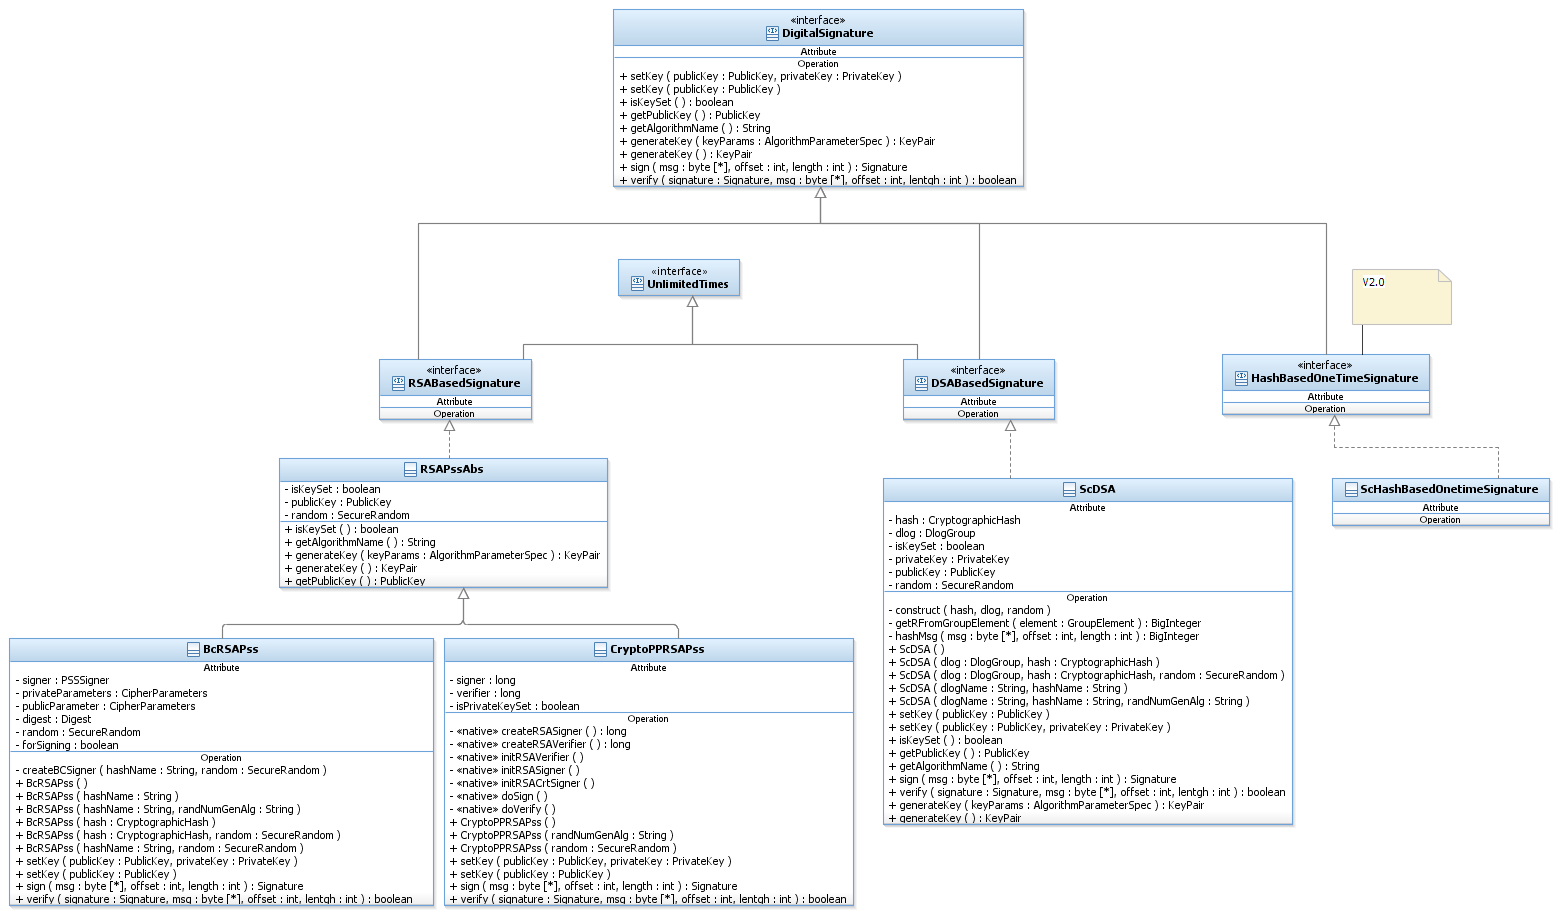 «interface»
DigitalSignature
Attribute
Operation
+ setKey ( publicKey : PublicKey, privateKey : PrivateKey )
+ setKey ( publicKey : PublicKey )
+ isKeySet ( ) : boolean
+ getPublicKey ( ) : PublicKey
+ getAlgorithmName ( ) : String
+ generateKey ( keyParams : AlgorithmParameterSpec ) : KeyPair
+ generateKey ( ) : KeyPair
+ sign ( msg : byte [*], offset : int, length : int ) : Signature
+ verify ( signature : Signature, msg : byte [*], offset : int, lentgh : int ) : boolean
«interface»
UnlimitedTimes
V2.0
«interface»
RSABasedSignature
Attribute
Operation
«interface»
DSABasedSignature
Attribute
Operation
«interface»
HashBasedOneTimeSignature
Attribute
Operation
RSAPssAbs
- isKeySet : boolean
- publicKey : PublicKey
- random : SecureRandom
+ isKeySet ( ) : boolean
+ getAlgorithmName ( ) : String
+ generateKey ( keyParams : AlgorithmParameterSpec ) : KeyPair
+ generateKey ( ) : KeyPair
+ getPublicKey ( ) : PublicKey
ScDSA
Attribute
- hash : CryptographicHash
- dlog : DlogGroup
- isKeySet : boolean
- privateKey : PrivateKey
- publicKey : PublicKey
- random : SecureRandom
Operation
- construct ( hash, dlog, random )
- getRFromGroupElement ( element : GroupElement ) : BigInteger
- hashMsg ( msg : byte [*], offset : int, length : int ) : BigInteger
+ ScDSA ( )
+ ScDSA ( dlog : DlogGroup, hash : CryptographicHash )
+ ScDSA ( dlog : DlogGroup, hash : CryptographicHash, random : SecureRandom )
+ ScDSA ( dlogName : String, hashName : String )
+ ScDSA ( dlogName : String, hashName : String, randNumGenAlg : String )
+ setKey ( publicKey : PublicKey )
+ setKey ( publicKey : PublicKey, privateKey : PrivateKey )
+ isKeySet ( ) : boolean
+ getPublicKey ( ) : PublicKey
+ getAlgorithmName ( ) : String
+ sign ( msg : byte [*], offset : int, length : int ) : Signature
+ verify ( signature : Signature, msg : byte [*], offset : int, lentgh : int ) : boolean
+ generateKey ( keyParams : AlgorithmParameterSpec ) : KeyPair
+ generateKey ( ) : KeyPair
ScHashBasedOnetimeSignature
Attribute
Operation
BcRSAPss
Attribute
- signer : PSSSigner
- privateParameters : CipherParameters
- publicParameter : CipherParameters
- digest : Digest
- random : SecureRandom
- forSigning : boolean
Operation
- createBCSigner ( hashName : String, random : SecureRandom )
+ BcRSAPss ( )
+ BcRSAPss ( hashName : String )
+ BcRSAPss ( hashName : String, randNumGenAlg : String )
+ BcRSAPss ( hash : CryptographicHash )
+ BcRSAPss ( hash : CryptographicHash, random : SecureRandom )
+ BcRSAPss ( hashName : String, random : SecureRandom )
+ setKey ( publicKey : PublicKey, privateKey : PrivateKey )
+ setKey ( publicKey : PublicKey )
+ sign ( msg : byte [*], offset : int, length : int ) : Signature
+ verify ( signature : Signature, msg : byte [*], offset : int, lentgh : int ) : boolean
CryptoPPRSAPss
Attribute
- signer : long
- verifier : long
- isPrivateKeySet : boolean
Operation
- «native» createRSASigner ( ) : long
- «native» createRSAVerifier ( ) : long
- «native» initRSAVerifier ( )
- «native» initRSASigner ( )
- «native» initRSACrtSigner ( )
- «native» doSign ( )
- «native» doVerify ( )
+ CryptoPPRSAPss ( )
+ CryptoPPRSAPss ( randNumGenAlg : String )
+ CryptoPPRSAPss ( random : SecureRandom )
+ setKey ( publicKey : PublicKey, privateKey : PrivateKey )
+ setKey ( publicKey : PublicKey )
+ sign ( msg : byte [*], offset : int, length : int ) : Signature
+ verify ( signature : Signature, msg : byte [*], offset : int, lentgh : int ) : boolean